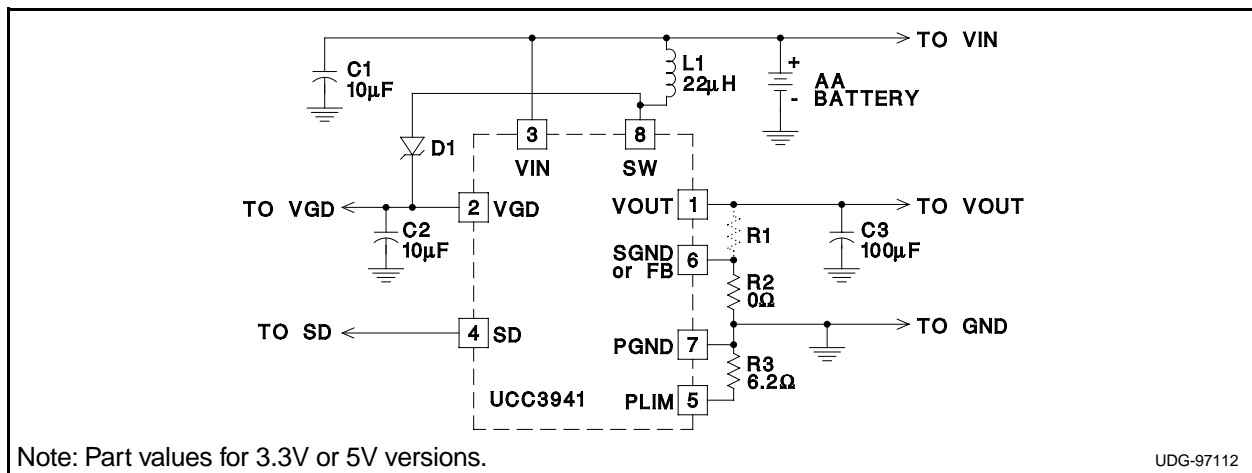 TO VIN
C1
10µF
L1
22µH
+
AA
BATTERY
-
D1
3
8
VIN
SW
TO VGD
2
VGD
VOUT
1
TO VOUT
C2
10µF
R1
C3
100µF
SGND
or FB
6
R2
0Ω
TO SD
4
SD
TO GND
PGND
7
R3
6.2Ω
UCC3941
PLIM
5
Note: Part values for 3.3V or 5V versions.
UDG-97112